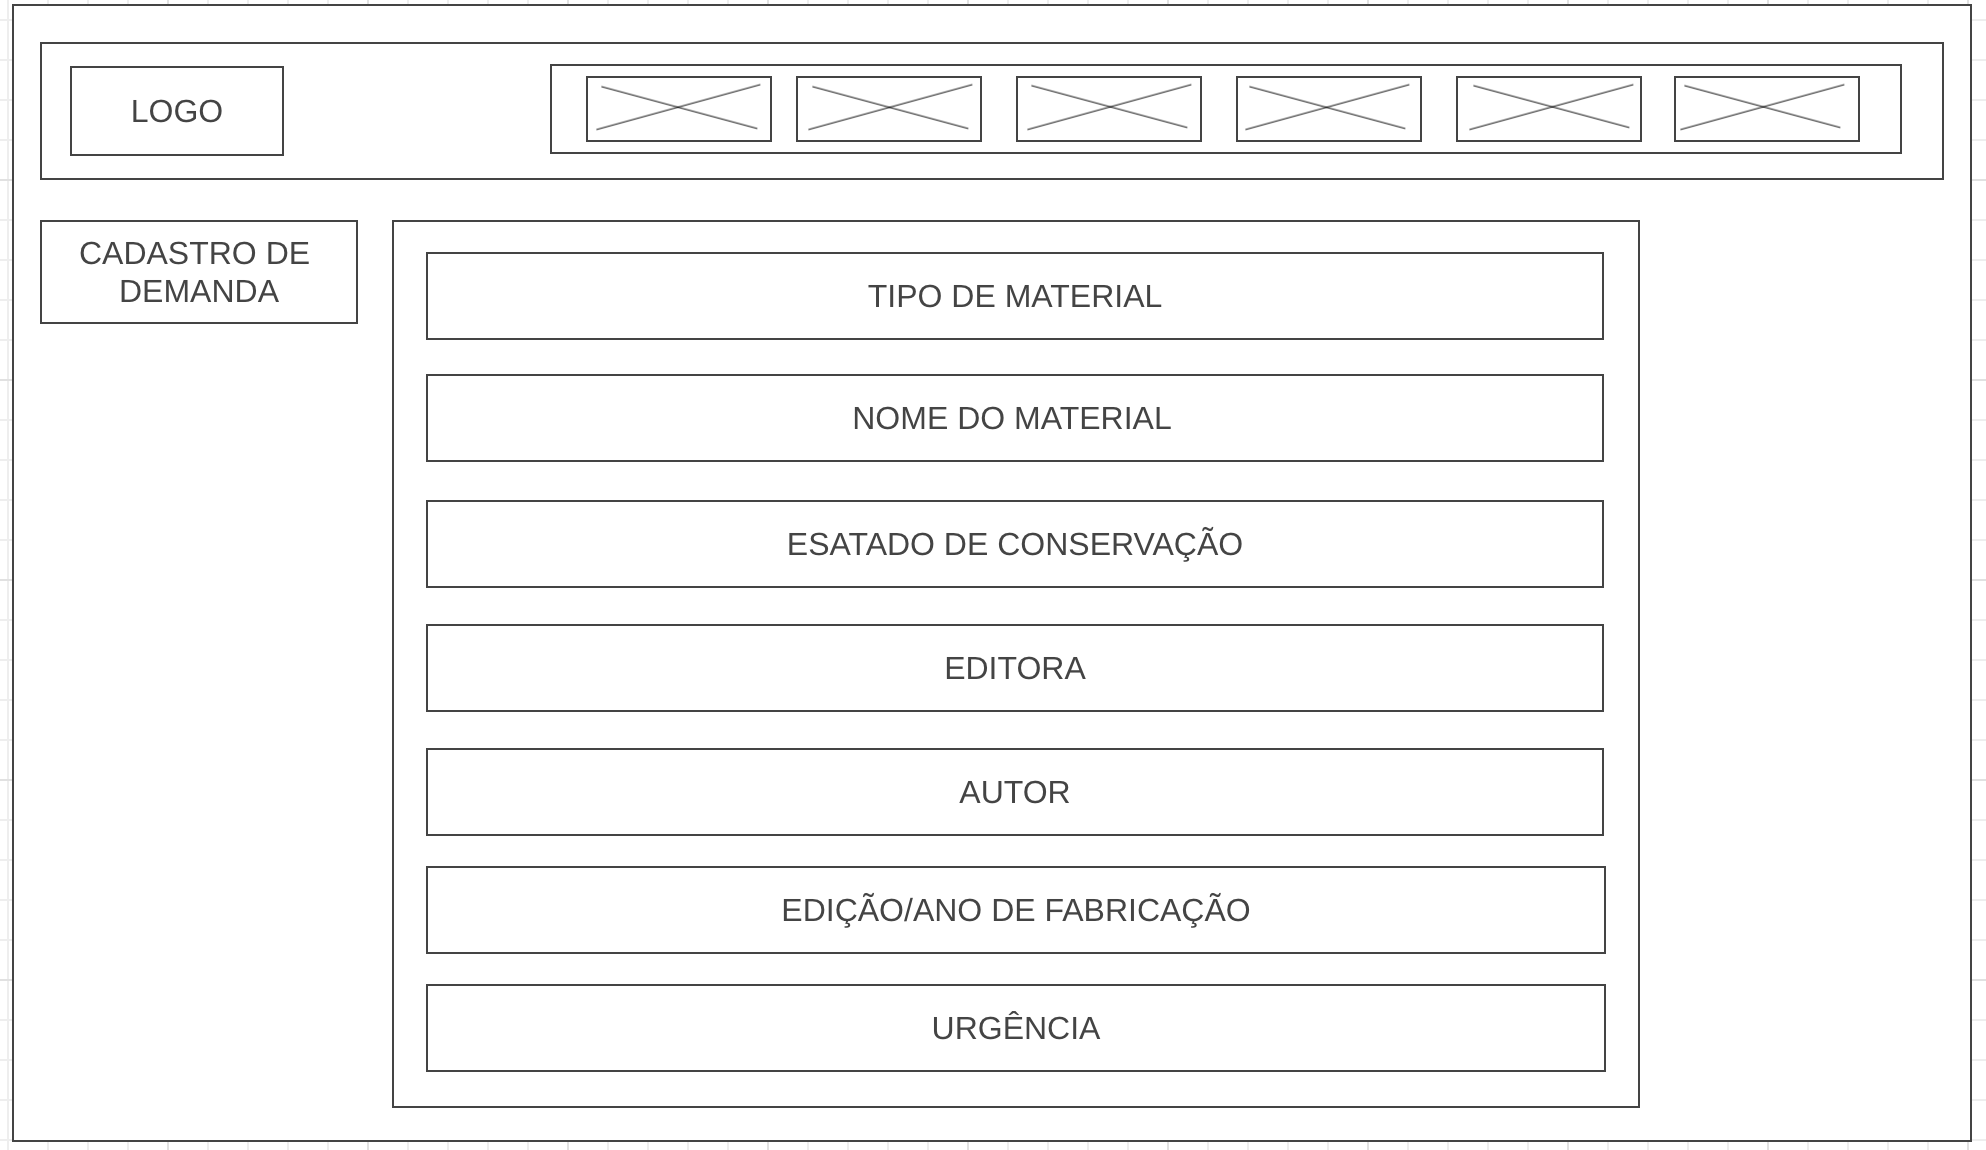 LOGO
CADASTRO DE
DEMANDA
TIPO DE MATERIAL
NOME DO MATERIAL
ESATADO DE CONSERVAÇÃO
EDITORA
AUTOR
EDIÇÃO/ANO DE FABRICAÇÃO
URGÊNCIA